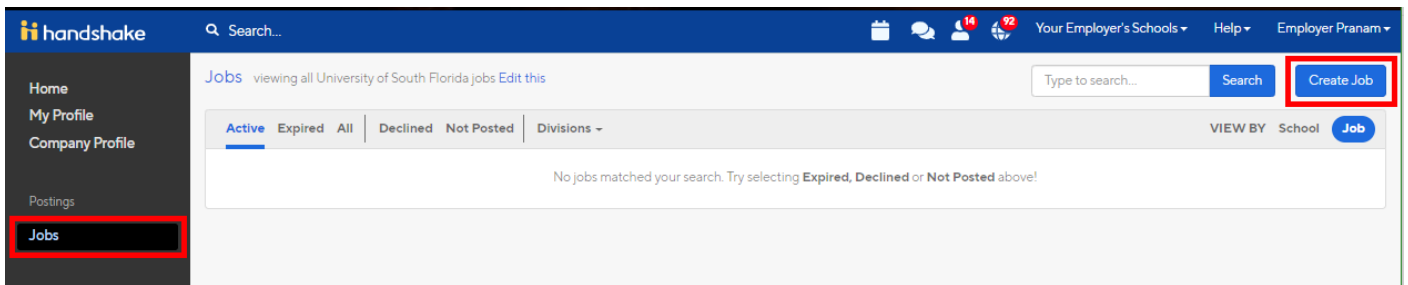 handshake
Search...
14
92
Your Employer's Schools
Help
Employer Pranam
Home
My Profile
Company Profile
Postings
Jobs
Jobs viewing all University of South Florida jobs Edit this
Type to search...
Search
Create Job
Active Expired All Declined Not Posted Divisions
VIEW BY School Job
No jobs matched your search. Try selecting Expired, Declined or Not Posted above!